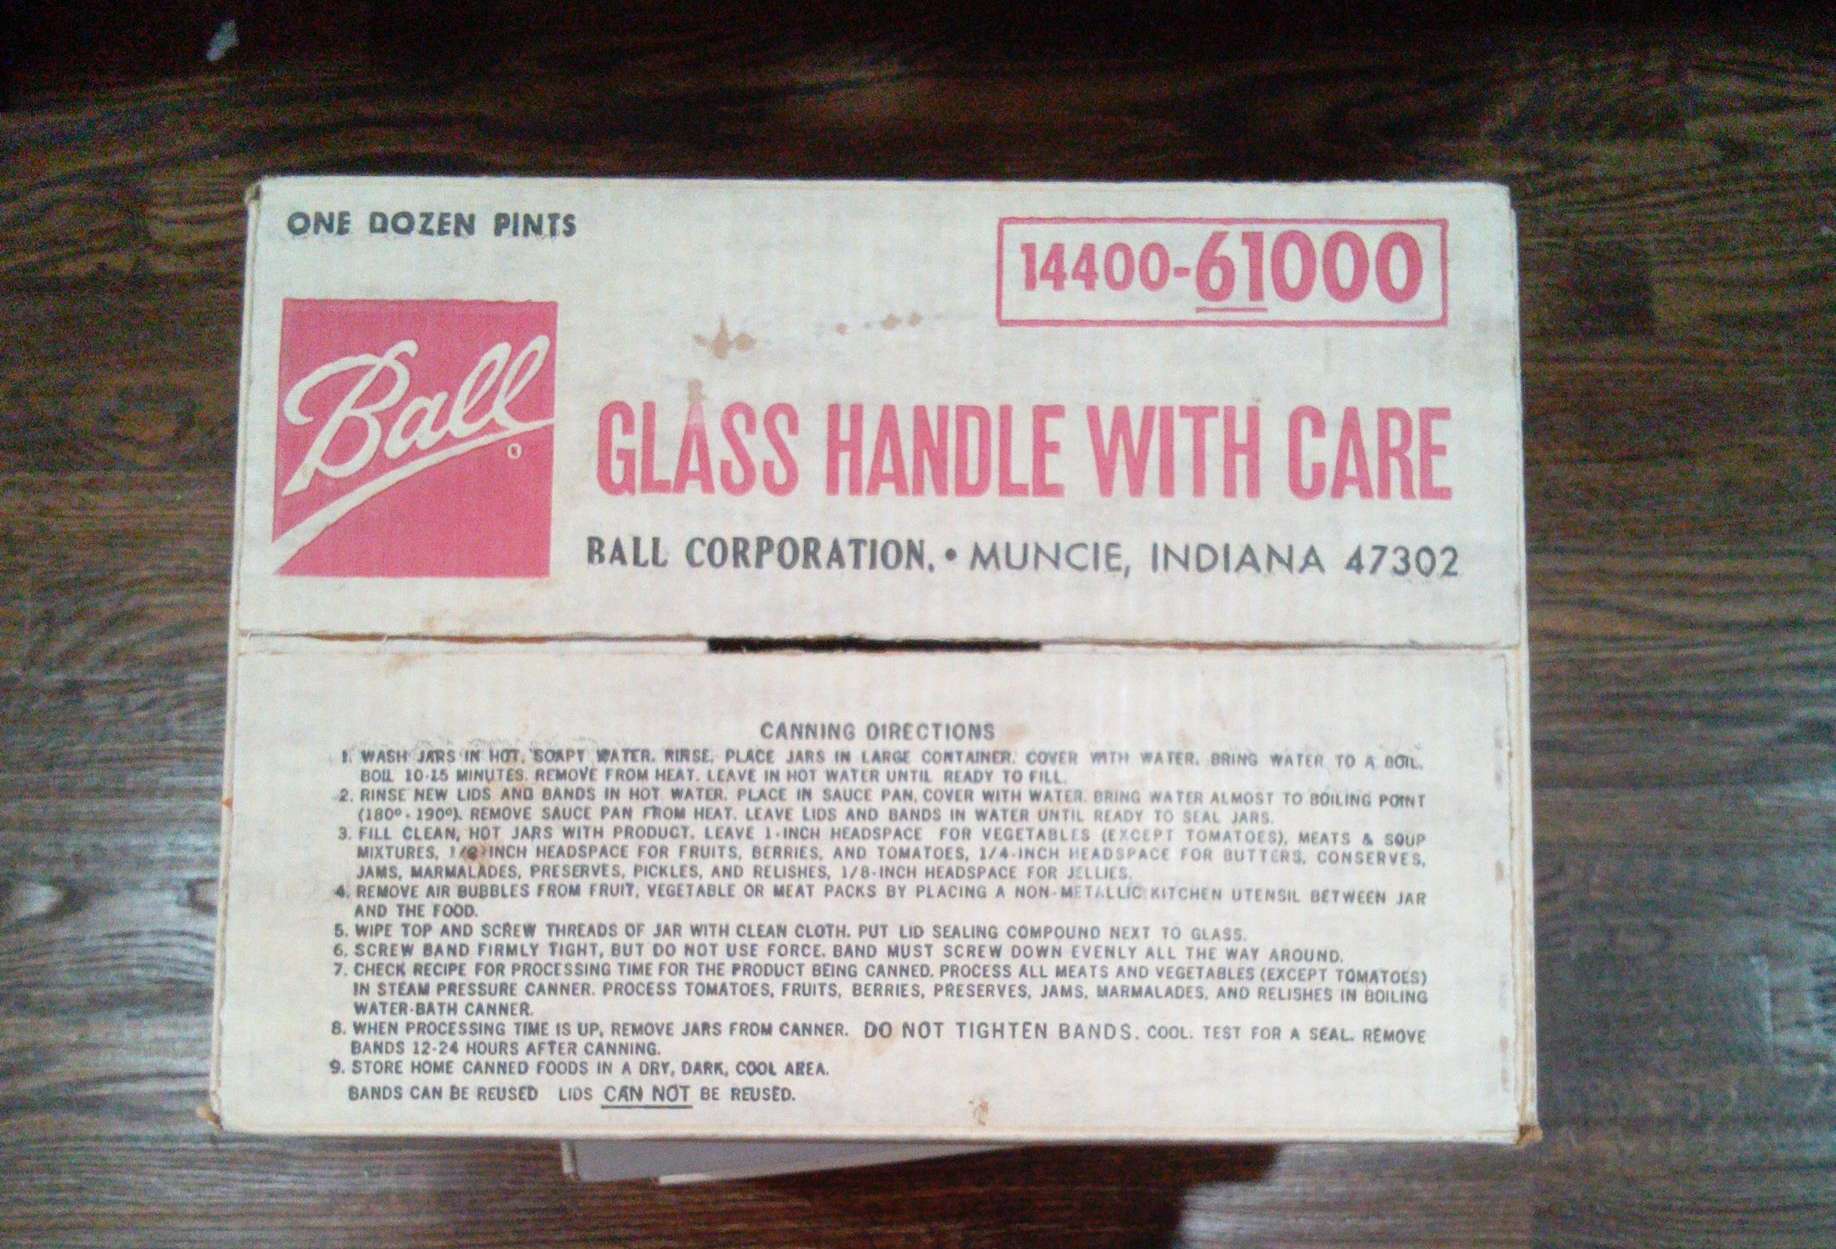 ONE DOZEN PINTS
14400-61000
Ball
GLASS HANDLE WITH CARE
BALL CORPORATION. • MUNCIE, INDIANA 47302
CANNING DIRECTIONS
1. WASH JARS IN HOT, SOAPY WATER. RINSE. PLACE JARS IN LARGE CONTAINER. COVER WITH WATER. BRING WATER TO A BOIL.
BOIL 10-15 MINUTES. REMOVE FROM HEAT. LEAVE IN HOT WATER UNTIL READY TO FILL.
2. RINSE NEW LIDS AND BANDS IN HOT WATER. PLACE IN SAUCE PAN, COVER WITH WATER. BRING WATER ALMOST TO BOILING POINT
(180°-190°). REMOVE SAUCE PAN FROM HEAT. LEAVE LIDS AND BANDS IN WATER UNTIL READY TO SEAL JARS.
3. FILL CLEAN, HOT JARS WITH PRODUCT. LEAVE 1-INCH HEADSPACE FOR VEGETABLES (EXCEPT TOMATOES), MEATS & SOUP
MIXTURES, INCH HEADSPACE FOR FRUITS, BERRIES, AND TOMATOES, 1/4-INCH HEADSPACE FOR BUTTERS, CONSERVES,
JAMS, MARMALADES, PRESERVES, PICKLES, AND RELISHES, 1/8-INCH HEADSPACE FOR JELLIES.
4. REMOVE AIR BUBBLES FROM FRUIT, VEGETABLE OR MEAT PACKS BY PLACING A NON-METALLIC KITCHEN UTENSIL BETWEEN JAR
AND THE FOOD.
5. WIPE TOP AND SCREW THREADS OF JAR WITH CLEAN CLOTH. PUT LID SEALING COMPOUND NEXT TO GLASS.
6. SCREW BAND FIRMLY TIGHT, BUT DO NOT USE FORCE. BAND MUST SCREW DOWN EVENLY ALL THE WAY AROUND.
7. CHECK RECIPE FOR PROCESSING TIME FOR THE PRODUCT BEING CANNED. PROCESS ALL MEATS AND VEGETABLES (EXCEPT TOMATOES)
IN STEAM PRESSURE CANNER. PROCESS TOMATOES, FRUITS, BERRIES, PRESERVES, JAMS, MARMALADES, AND RELISHES IN BOILING
WATER-BATH CANNER.
8. WHEN PROCESSING TIME IS UP, REMOVE JARS FROM CANNER. DO NOT TIGHTEN BANDS. COOL. TEST FOR A SEAL. REMOVE
BANDS 12-24 HOURS AFTER CANNING.
9. STORE HOME CANNED FOODS IN A DRY, DARK, COOL AREA.
BANDS CAN BE REUSED LIDS CAN NOT BE REUSED.